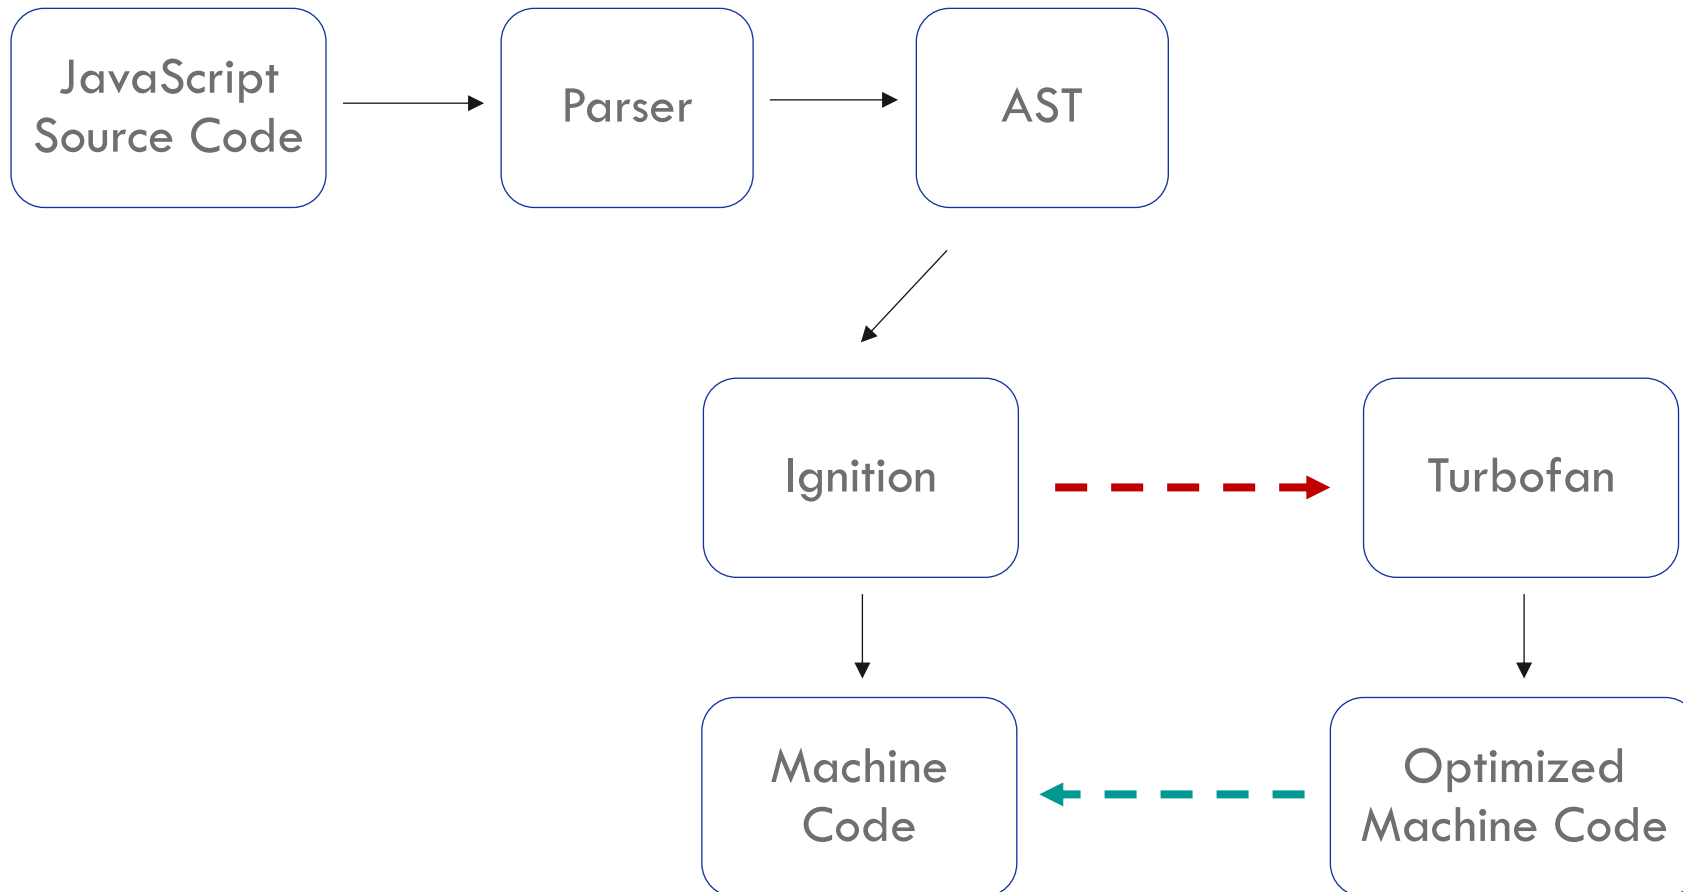 JavaScript
Source Code
Parser
AST
Ignition
Turbofan
Machine
Code
Optimized
Machine Code